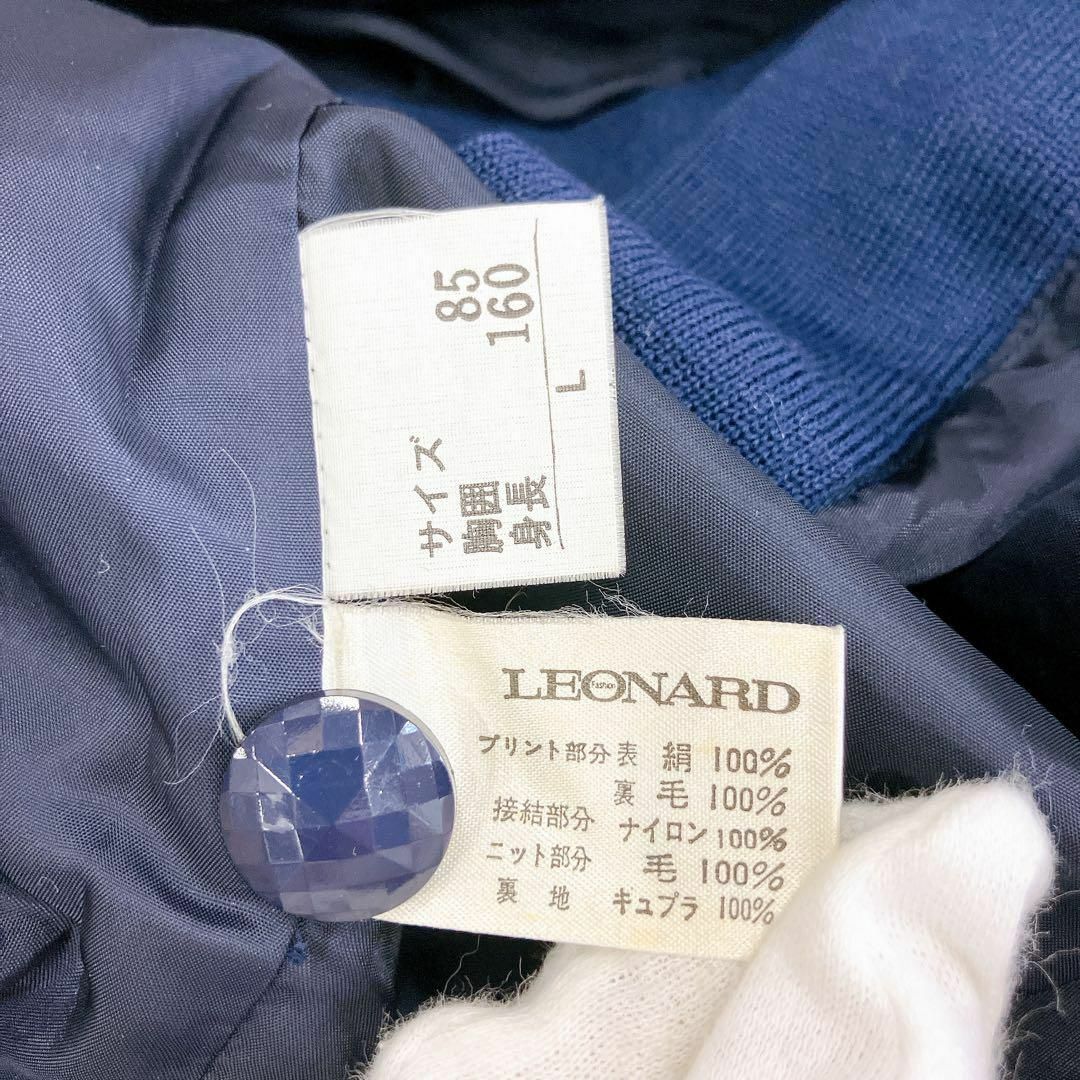 サイズ
胸囲 85
身長 160
L
LEONARD
Fashion
プリント部分 表 絹 100%
裏 毛 100%
接結部分 ナイロン 100%
ニット部分 毛 100%
裏地 キュプラ 100%